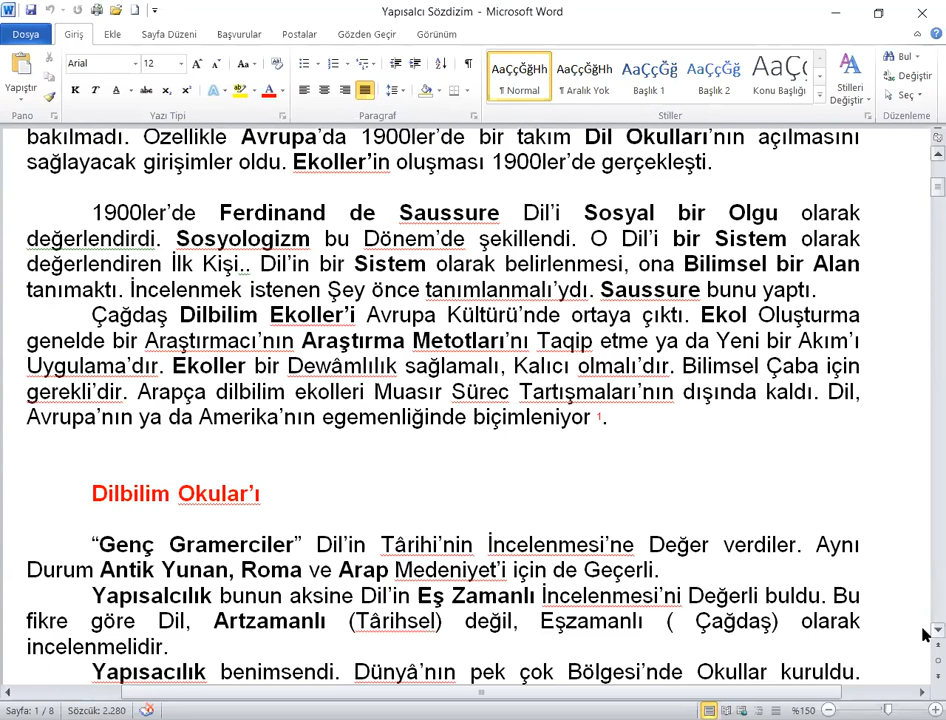 Yapısalcı Sözdizim - Microsoft Word
Dosya Giriş Ekle Sayfa Düzeni Başvurular Postalar Gözden Geçir Görünüm
Yapıştır
Arial 12
AaÇçĞğHh AaÇçĞğHh AaÇçĞğ AaÇçĞğ AaÇç
¶ Normal ¶ Aralık Yok Başlık 1 Başlık 2 Konu Başlığı
Stilleri Değiştir
Bul
Değiştir
Seç
Pano Yazı Tipi Paragraf Stiller Düzenleme
bakılmadı. Özellikle Avrupa’da 1900ler’de bir takım Dil Okulları’nın açılmasını
sağlayacak girişimler oldu. Ekoller’in oluşması 1900ler’de gerçekleşti.
1900ler’de Ferdinand de Saussure Dil’i Sosyal bir Olgu olarak
değerlendirdi. Sosyologizm bu Dönem’de şekillendi. O Dil’i bir Sistem olarak
değerlendiren İlk Kişi.. Dil’in bir Sistem olarak belirlenmesi, ona Bilimsel bir Alan
tanımaktı. İncelenmek istenen Şey önce tanımlanmalı’ydı. Saussure bunu yaptı.
Çağdaş Dilbilim Ekoller’i Avrupa Kültürü’nde ortaya çıktı. Ekol Oluşturma
genelde bir Araştırmacı’nın Araştırma Metotları’nı Taqip etme ya da Yeni bir Akım’ı
Uygulama’dır. Ekoller bir Dewâmlılık sağlamalı, Kalıcı olmalı’dır. Bilimsel Çaba için
gerekli’dir. Arapça dilbilim ekolleri Muasır Sürec Tartışmaları’nın dışında kaldı. Dil,
Avrupa’nın ya da Amerika’nın egemenliğinde biçimleniyor 1.
Dilbilim Okular’ı
“Genç Gramerciler” Dil’in Târihi’nin İncelenmesi’ne Değer verdiler. Aynı
Durum Antik Yunan, Roma ve Arap Medeniyet’i için de Geçerli.
Yapısalcılık bunun aksine Dil’in Eş Zamanlı İncelenmesi’ni Değerli buldu. Bu
fikre göre Dil, Artzamanlı (Târihsel) değil, Eşzamanlı ( Çağdaş) olarak
incelenmelidir.
Yapısacılık benimsendi. Dünyâ’nın pek çok Bölgesi’nde Okullar kuruldu.
Sayfa: 1 / 8 Sözcük: 2.280 %150